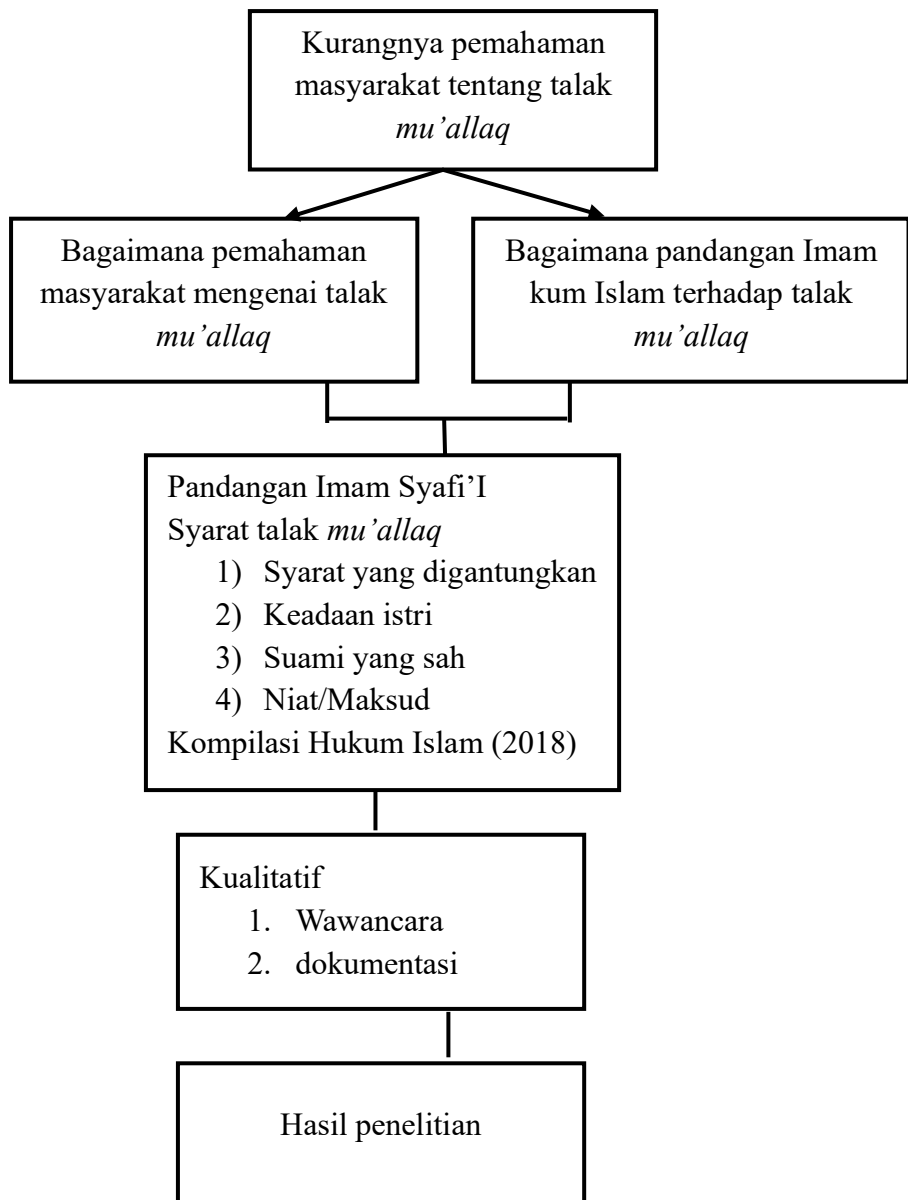 Kurangnya pemahaman
masyarakat tentang talak
mu’allaq
Bagaimana pemahaman
masyarakat mengenai talak
mu’allaq
Bagaimana pandangan Imam
kum Islam terhadap talak
mu’allaq
Pandangan Imam Syafi’I
Syarat talak mu’allaq
1) Syarat yang digantungkan
2) Keadaan istri
3) Suami yang sah
4) Niat/Maksud
Kompilasi Hukum Islam (2018)
Kualitatif
1. Wawancara
2. dokumentasi
Hasil penelitian